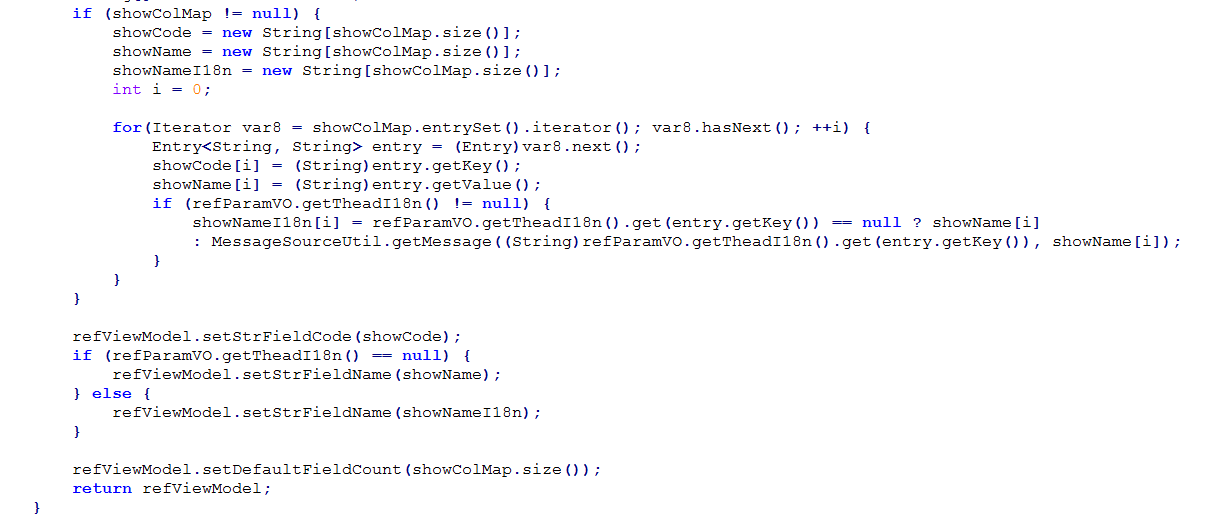 if (showColMap != null) {
showCode = new String[showColMap.size()];
showName = new String[showColMap.size()];
showNameI18n = new String[showColMap.size()];
int i = 0;
for(Iterator var8 = showColMap.entrySet().iterator(); var8.hasNext(); ++i) {
Entry<String, String> entry = (Entry)var8.next();
showCode[i] = (String)entry.getKey();
showName[i] = (String)entry.getValue();
if (refParamVO.getTheadI18n() != null) {
showNameI18n[i] = refParamVO.getTheadI18n().get(entry.getKey()) == null ? showName[i]
: MessageSourceUtil.getMessage((String)refParamVO.getTheadI18n().get(entry.getKey()), showName[i]);
}
}
}
refViewModel.setStrFieldCode(showCode);
if (refParamVO.getTheadI18n() == null) {
refViewModel.setStrFieldName(showName);
} else {
refViewModel.setStrFieldName(showNameI18n);
}
refViewModel.setDefaultFieldCount(showColMap.size());
return refViewModel;
}